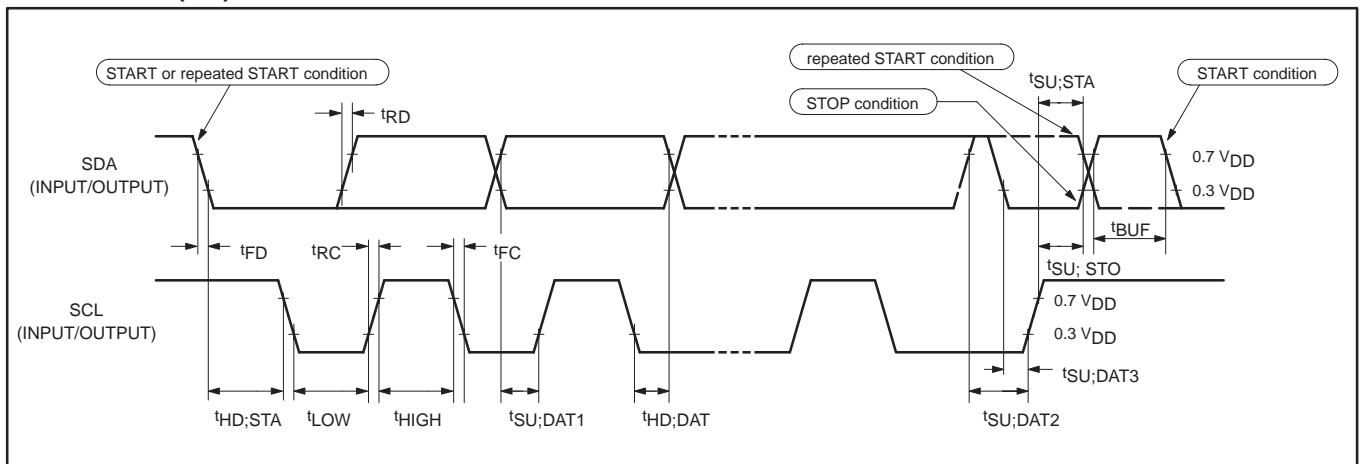 START or repeated START condition
repeated START condition
tSU;STA
START condition
STOP condition
tRD
SDA
(INPUT/OUTPUT)
0.7 VDD
0.3 VDD
tFD
tRC
tFC
tBUF
tSU; STO
SCL
(INPUT/OUTPUT)
0.7 VDD
0.3 VDD
tSU;DAT3
tHD;STA
tLOW
tHIGH
tSU;DAT1
tHD;DAT
tSU;DAT2